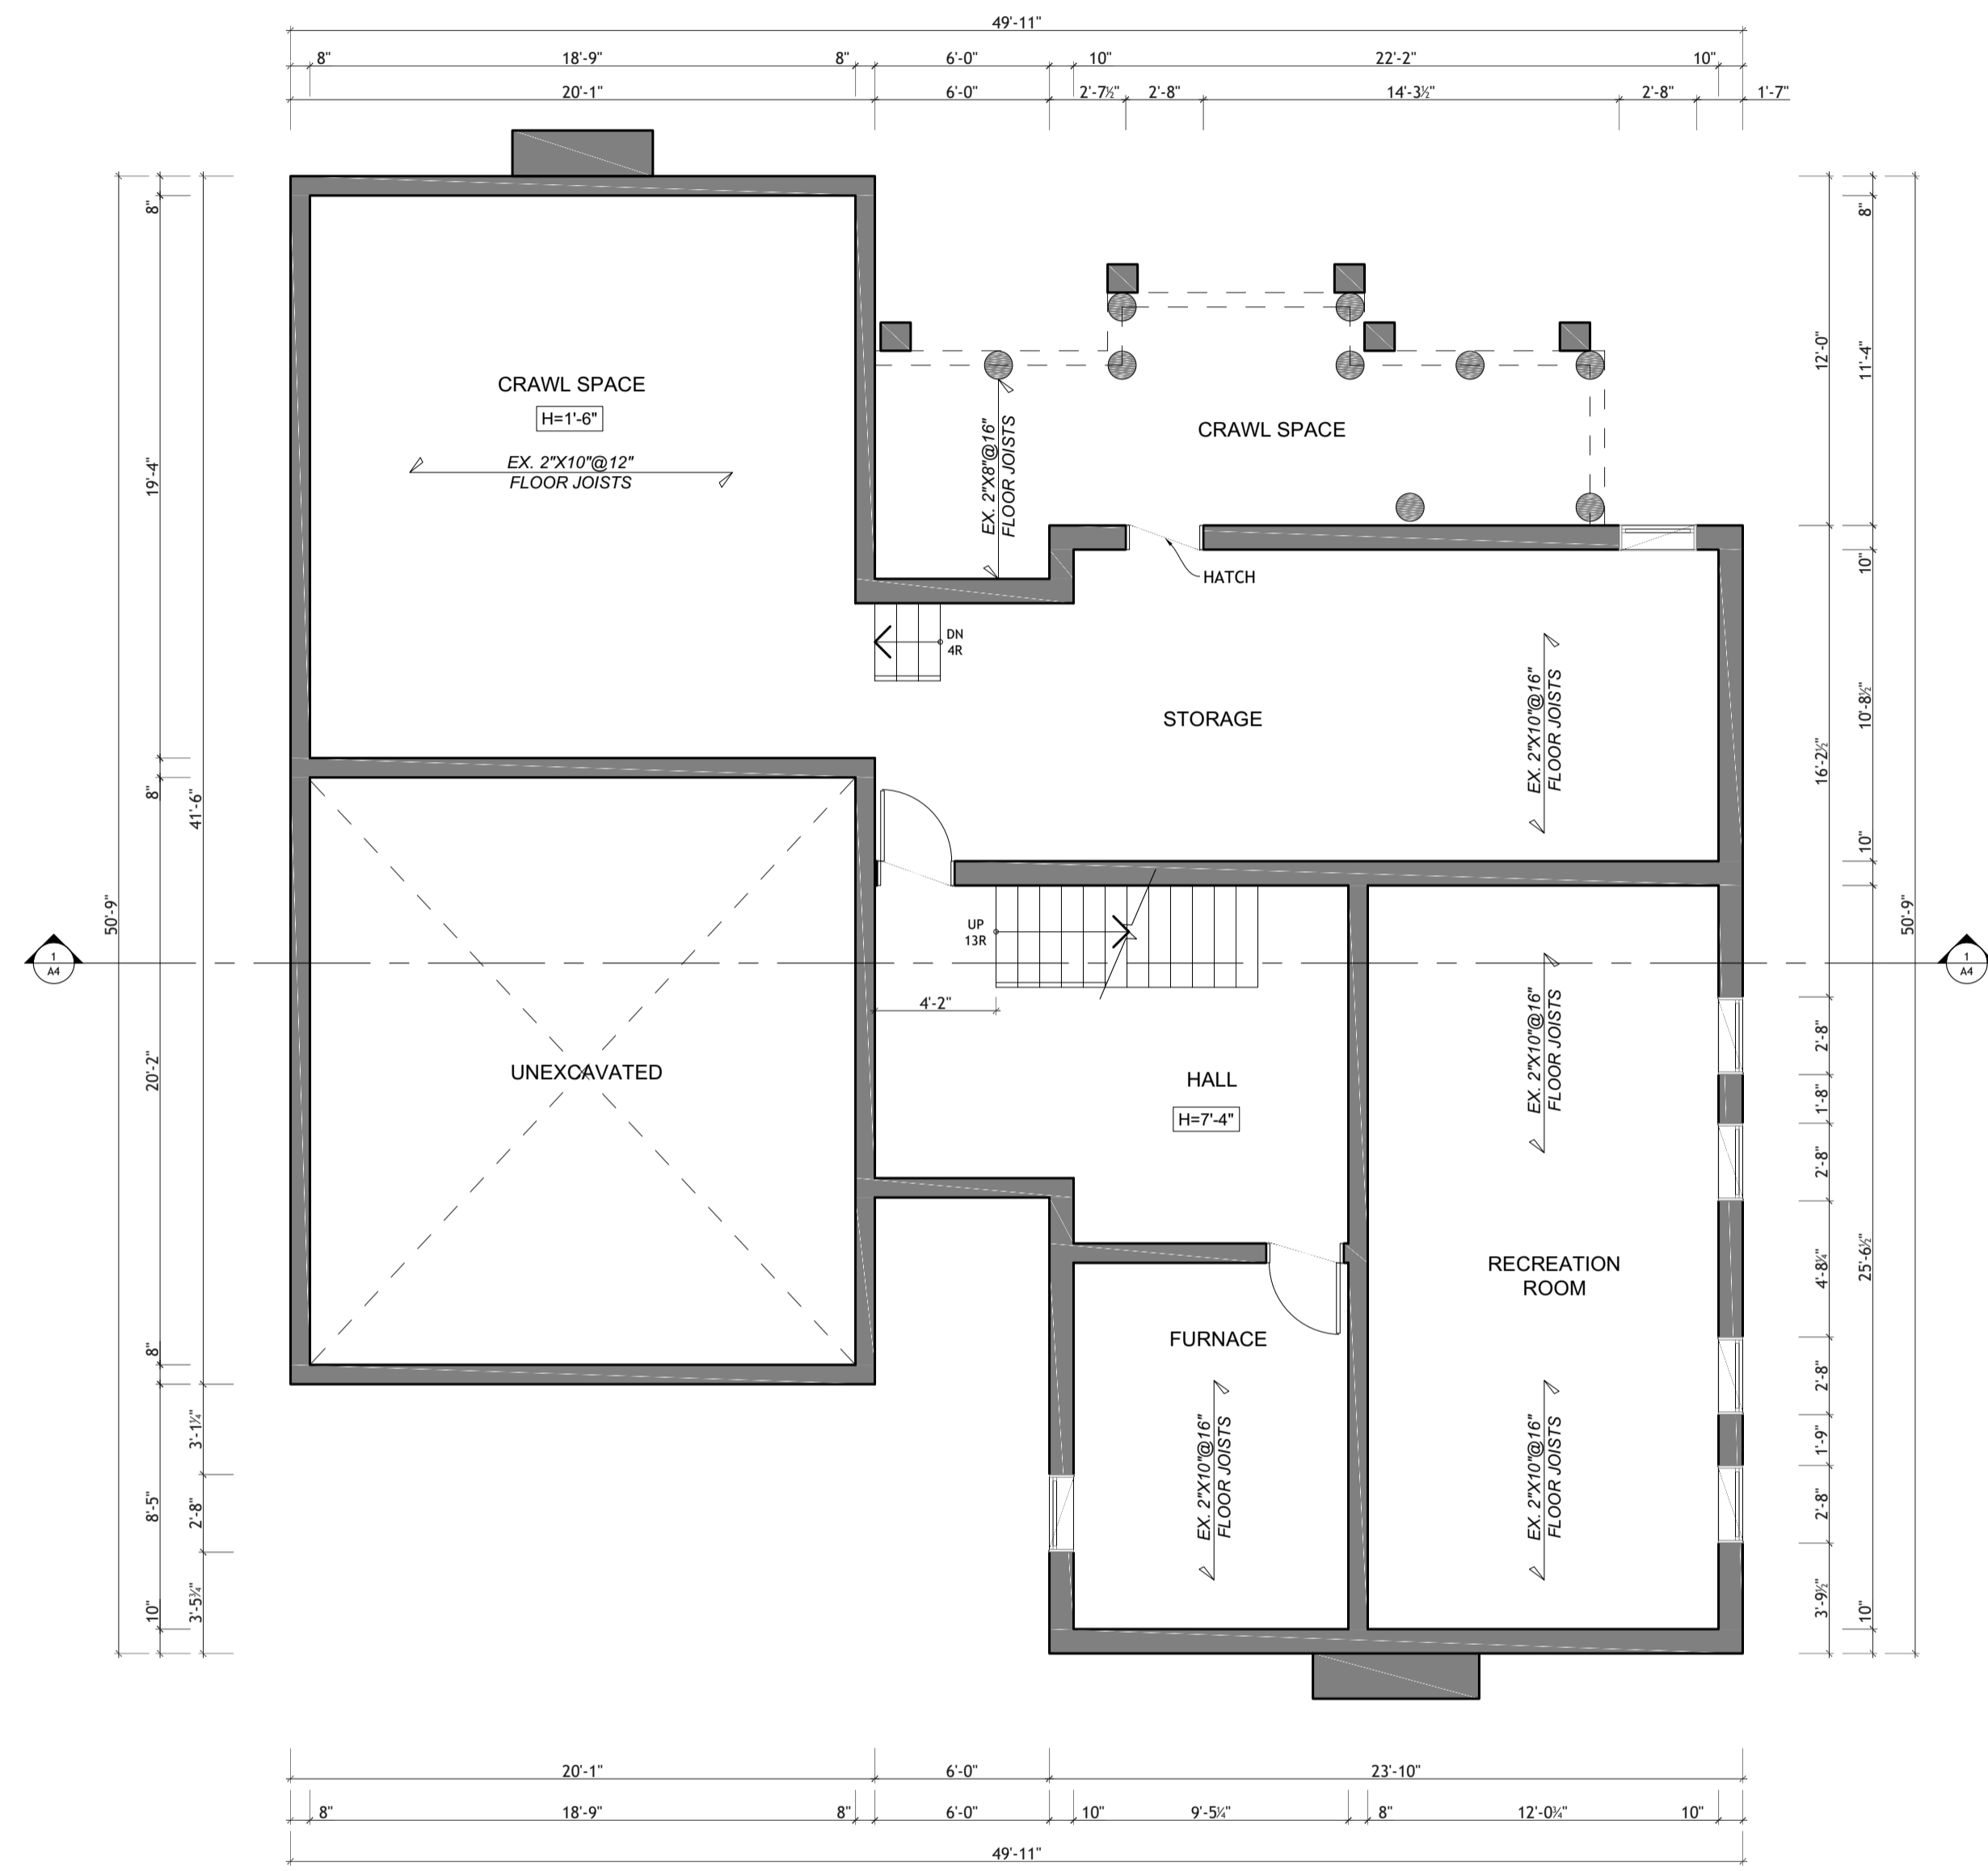 49'-11"
8" 18'-9" 8" 6'-0" 10" 22'-2" 10"
20'-1" 6'-0" 2'-7½" 2'-8" 14'-3½" 2'-8" 1'-7"
8"
19'-4"
8"
41'-6"
50'-9"
20'-2"
8"
3'-1¼"
8'-5"
2'-8"
10"
3'-5¾"
1
A4
CRAWL SPACE
H=1'-6"
EX. 2"X10"@12"
FLOOR JOISTS
EX. 2"X8"@16"
FLOOR JOISTS
CRAWL SPACE
HATCH
DN
4R
STORAGE
EX. 2"X10"@16"
FLOOR JOISTS
UP
13R
4'-2"
UNEXCAVATED
HALL
H=7'-4"
EX. 2"X10"@16"
FLOOR JOISTS
RECREATION
ROOM
FURNACE
EX. 2"X10"@16"
FLOOR JOISTS
EX. 2"X10"@16"
FLOOR JOISTS
8"
12'-0"
11'-4"
10"
10'-8½"
16'-2½"
10"
50'-9"
1
A4
2'-8"
1'-8"
2'-8"
4'-8¼"
25'-6½"
2'-8"
1'-9"
2'-8"
3'-9½"
10"
20'-1" 6'-0" 23'-10"
8" 18'-9" 8" 6'-0" 10" 9'-5¼" 8" 12'-0¾" 10"
49'-11"